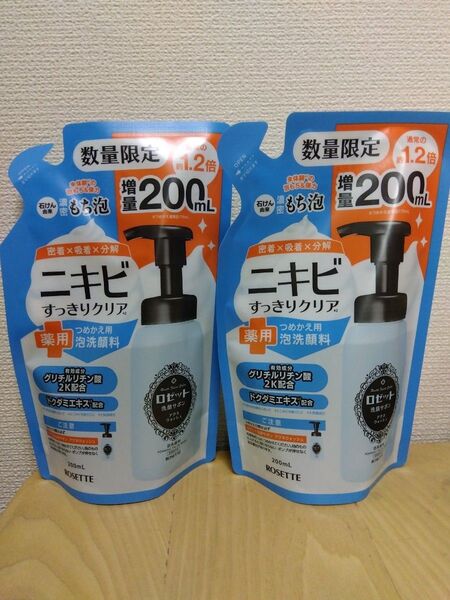 数量限定
通常の
約1.2倍
増量200mL
石けん
由来
濃密
もち泡
密着×吸着×分解
ニキビ
すっきりクリア
薬用
つめかえ用
泡洗顔料
有効成分
グリチルリチン酸
2K配合
ドクダミエキス配合
ご注意
ロゼット
洗顔サボン
200mL
ROSETTE
OPEN
数量限定
通常の
約1.2倍
増量200mL
石けん
由来
濃密
もち泡
密着×吸着×分解
ニキビ
すっきりクリア
薬用
つめかえ用
泡洗顔料
有効成分
グリチルリチン酸
2K配合
ドクダミエキス配合
ご注意
ロゼット
洗顔サボン
200mL
ROSETTE